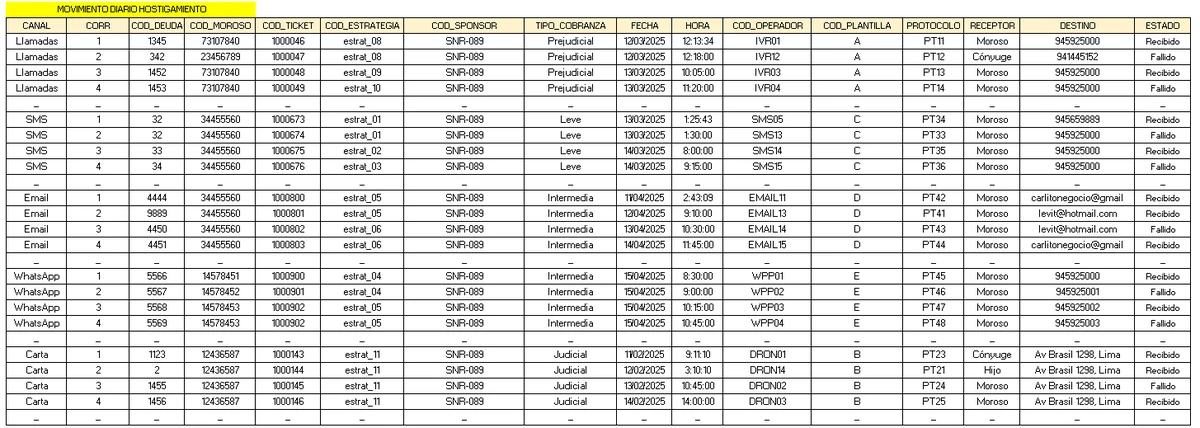 MOVIMIENTO DIARIO HOSTIGAMIENTO
CANAL CORR COD_DEUDA COD_MOROSO COD_TICKET COD_ESTRATEGIA COD_SPONSOR TIPO_COBRANZA FECHA HORA COD_OPERADOR COD_PLANTILLA PROTOCOLO RECEPTOR DESTINO ESTADO
Llamadas 1 1345 73107840 1000046 estrat_08 SNR-089 Prejudicial 12/03/2025 12:13:34 IVR01 A PT11 Moroso 945925000 Recibido
Llamadas 2 342 23456789 1000047 estrat_08 SNR-089 Prejudicial 12/03/2025 12:18:00 IVR12 A PT12 Cónyuge 941445152 Fallido
Llamadas 3 1452 73107840 1000048 estrat_09 SNR-089 Prejudicial 13/03/2025 10:05:00 IVR03 A PT13 Moroso 945925000 Recibido
Llamadas 4 1453 73107840 1000049 estrat_10 SNR-089 Prejudicial 13/03/2025 11:20:00 IVR04 A PT14 Moroso 945925000 Fallido
– – – – – – – – – – – – – – – –
SMS 1 32 34455560 1000673 estrat_01 SNR-089 Leve 13/03/2025 1:25:43 SMS05 C PT34 Moroso 945659889 Recibido
SMS 2 32 34455560 1000674 estrat_01 SNR-089 Leve 13/03/2025 1:30:00 SMS13 C PT33 Moroso 945925000 Fallido
SMS 3 33 34455560 1000675 estrat_02 SNR-089 Leve 14/03/2025 8:00:00 SMS14 C PT35 Moroso 945925000 Recibido
SMS 4 34 34455560 1000676 estrat_03 SNR-089 Leve 14/03/2025 9:15:00 SMS15 C PT36 Moroso 945925000 Fallido
– – – – – – – – – – – – – – – –
Email 1 4444 34455560 1000800 estrat_05 SNR-089 Intermedia 11/04/2025 2:43:09 EMAIL11 D PT42 Moroso carlitonegocio@gmail Recibido
Email 2 9889 34455560 1000801 estrat_05 SNR-089 Intermedia 12/04/2025 9:10:00 EMAIL13 D PT41 Moroso levit@hotmail.com Recibido
Email 3 4450 34455560 1000802 estrat_06 SNR-089 Intermedia 13/04/2025 10:30:00 EMAIL14 D PT43 Moroso levit@hotmail.com Fallido
Email 4 4451 34455560 1000803 estrat_06 SNR-089 Intermedia 14/04/2025 11:45:00 EMAIL15 D PT44 Moroso carlitonegocio@gmail Recibido
– – – – – – – – – – – – – – – –
WhatsApp 1 5566 14578451 1000900 estrat_04 SNR-089 Intermedia 15/04/2025 8:30:00 WPP01 E PT45 Moroso 945925000 Recibido
WhatsApp 2 5567 14578452 1000901 estrat_04 SNR-089 Intermedia 15/04/2025 9:00:00 WPP02 E PT46 Moroso 945925001 Fallido
WhatsApp 3 5568 14578453 1000902 estrat_05 SNR-089 Intermedia 15/04/2025 10:15:00 WPP03 E PT47 Moroso 945925002 Recibido
WhatsApp 4 5569 14578453 1000902 estrat_05 SNR-089 Intermedia 15/04/2025 10:45:00 WPP04 E PT48 Moroso 945925003 Fallido
– – – – – – – – – – – – – – – –
Carta 1 1123 12436587 1000143 estrat_11 SNR-089 Judicial 11/02/2025 9:11:10 DRON01 B PT23 Cónyuge Av Brasil 1298, Lima Recibido
Carta 2 2 12436587 1000144 estrat_11 SNR-089 Judicial 12/02/2025 3:10:10 DRON14 B PT21 Hijo Av Brasil 1298, Lima Recibido
Carta 3 1455 12436587 1000145 estrat_11 SNR-089 Judicial 13/02/2025 10:45:00 DRON02 B PT24 Moroso Av Brasil 1298, Lima Fallido
Carta 4 1456 12436587 1000146 estrat_11 SNR-089 Judicial 14/02/2025 14:00:00 DRON03 B PT25 Moroso Av Brasil 1298, Lima Recibido
– – – – – – – – – – – – – – – –